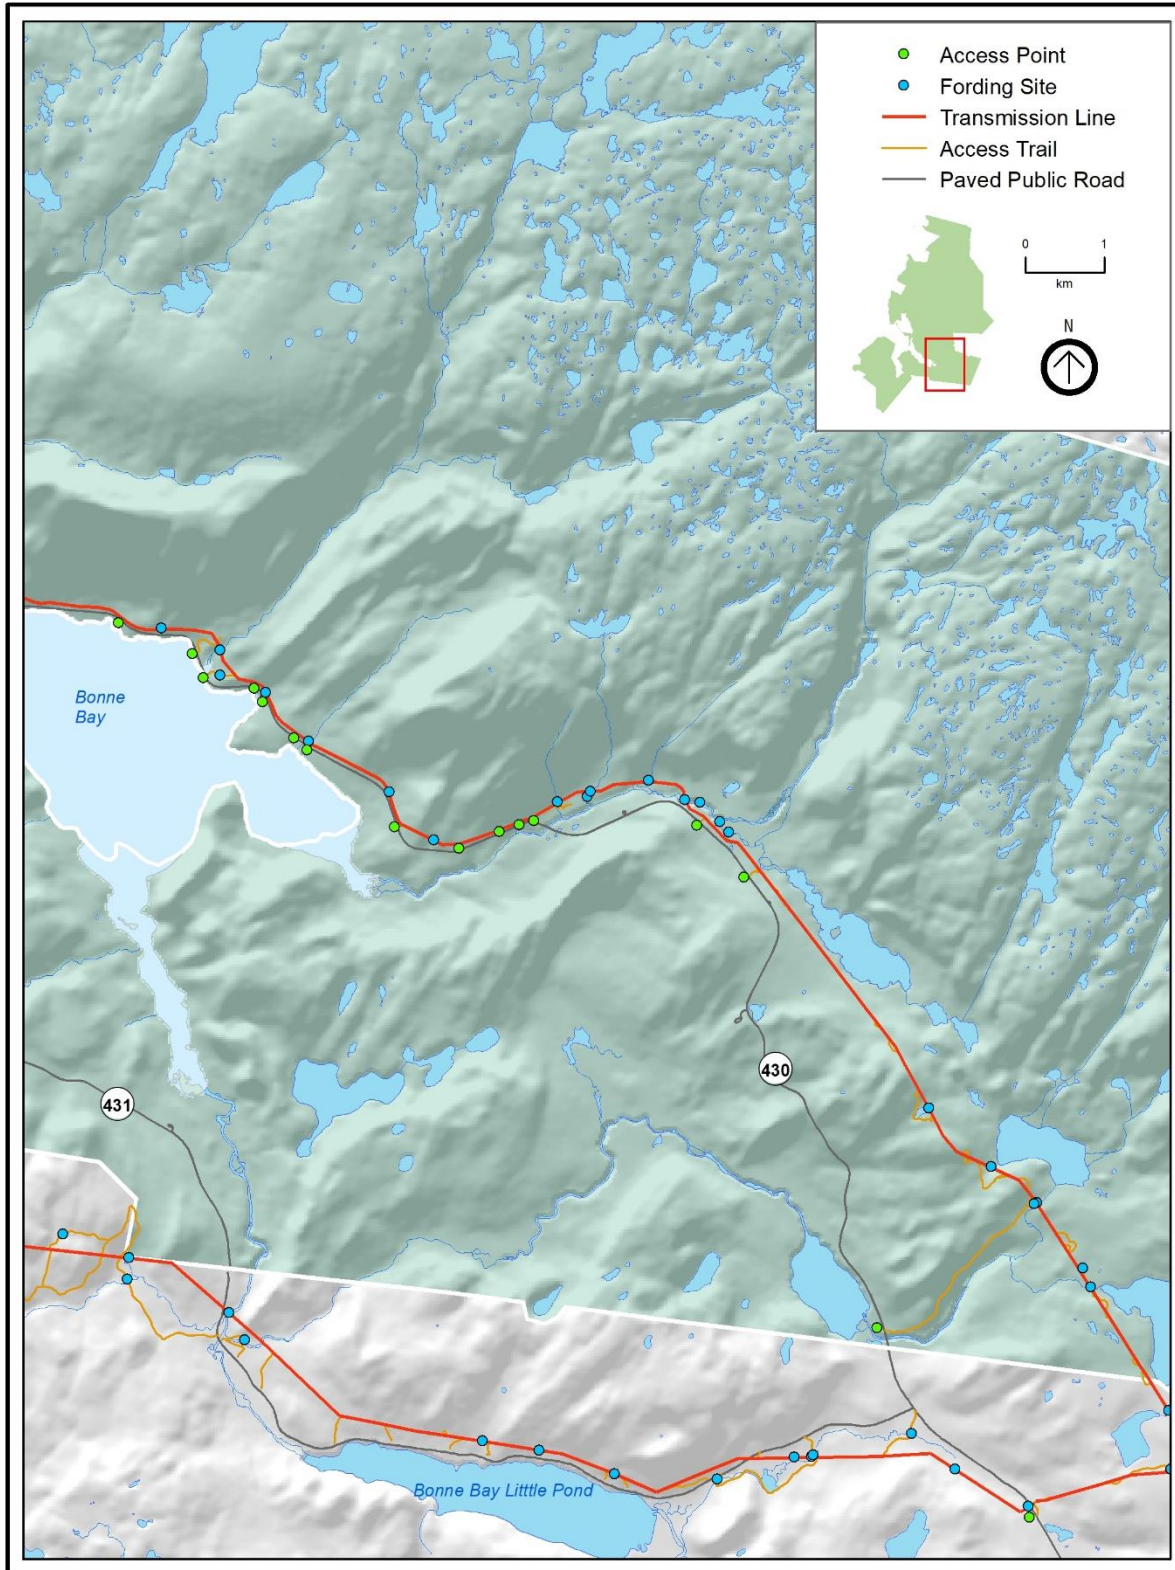 Access Point
Fording Site
Transmission Line
Access Trail
Paved Public Road
0 1
km
N
Bonne
Bay
430
431
Bonne Bay Litttle Pond